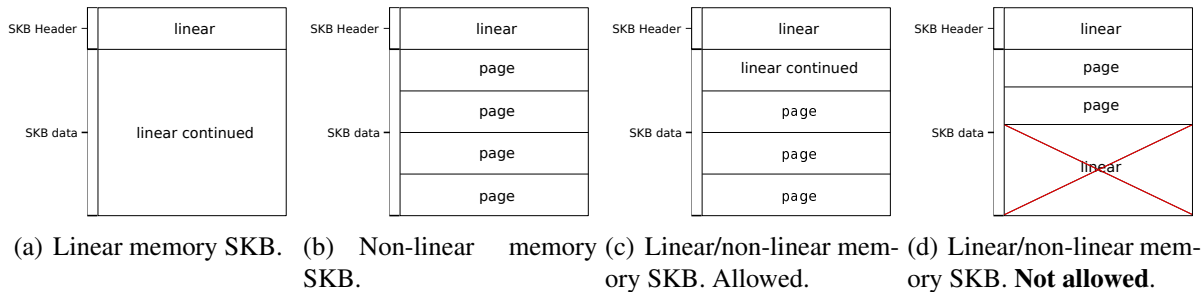 SKB Header
linear
SKB data
linear continued
(a) Linear memory SKB.
SKB Header
linear
page
page
SKB data
page
page
(b) Non-linear memory
SKB.
SKB Header
linear
linear continued
page
SKB data
page
page
(c) Linear/non-linear mem-
ory SKB. Allowed.
SKB Header
linear
page
page
SKB data
linear
(d) Linear/non-linear mem-
ory SKB. Not allowed.